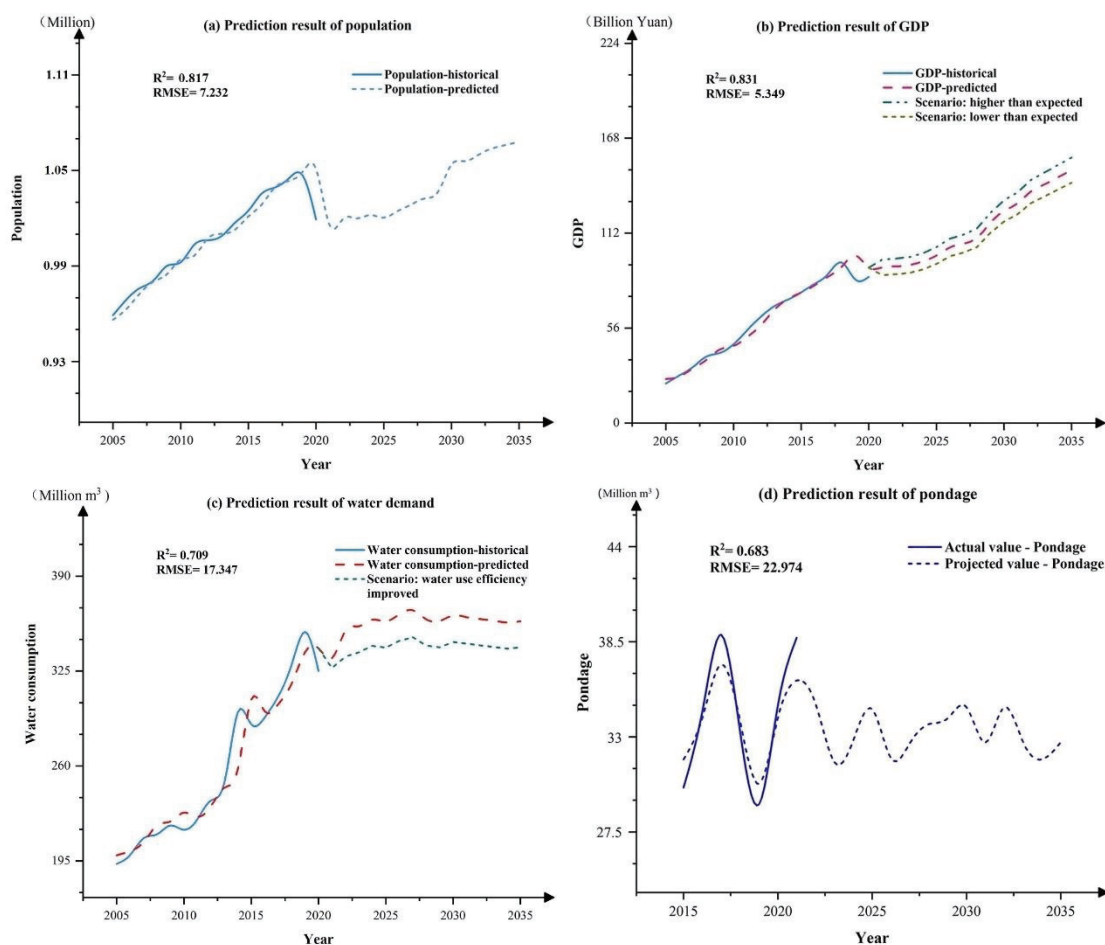 （Million）
(a) Prediction result of population
R²= 0.817
RMSE= 7.232
Population-historical
Population-predicted
1.11
1.05
0.99
0.93
Population
2005 2010 2015 2020 2025 2030 2035
Year
（Billion Yuan）
(b) Prediction result of GDP
R²= 0.831
RMSE= 5.349
GDP-historical
GDP-predicted
Scenario: higher than expected
Scenario: lower than expected
224
168
112
56
0
GDP
2005 2010 2015 2020 2025 2030 2035
Year
（Million m³）
(c) Prediction result of water demand
R²= 0.709
RMSE= 17.347
Water consumption-historical
Water consumption-predicted
Scenario: water use efficiency
improved
390
325
260
195
Water consumption
2005 2010 2015 2020 2025 2030 2035
Year
（Million m³）
(d) Prediction result of pondage
R²= 0.683
RMSE= 22.974
Actual value - Pondage
Projected value - Pondage
44
38.5
33
27.5
Pondage
2015 2020 2025 2030 2035
Year